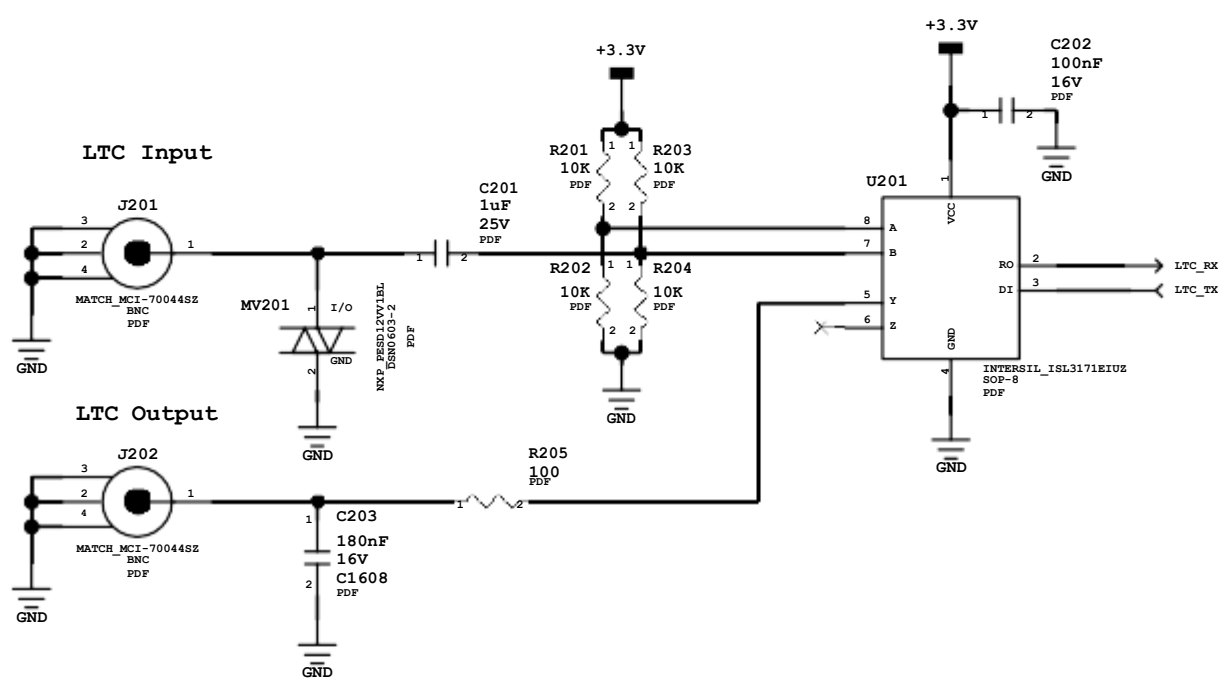 LTC Input
J201
3
2
4
1
MATCH_MCI-70044SZ
BNC
PDF
GND
MV201
1
I/O
GND
2
NXP_PESD12VV1BL
DSN0603-2
PDF
GND
C201
1uF
25V
PDF
1
2
+3.3V
R201
10K
PDF
1
2
R203
10K
PDF
1
2
R202
10K
PDF
1
2
R204
10K
PDF
1
2
GND
+3.3V
C202
100nF
16V
PDF
1
2
GND
U201
1
VCC
8
A
7
B
5
Y
6
Z
RO
2
LTC_RX
DI
3
LTC_TX
GND
4
INTERSIL_ISL3171EIUZ
SOP-8
PDF
GND
LTC Output
J202
3
2
4
1
MATCH_MCI-70044SZ
BNC
PDF
GND
R205
100
PDF
1
2
C203
180nF
16V
C1608
PDF
1
2
GND